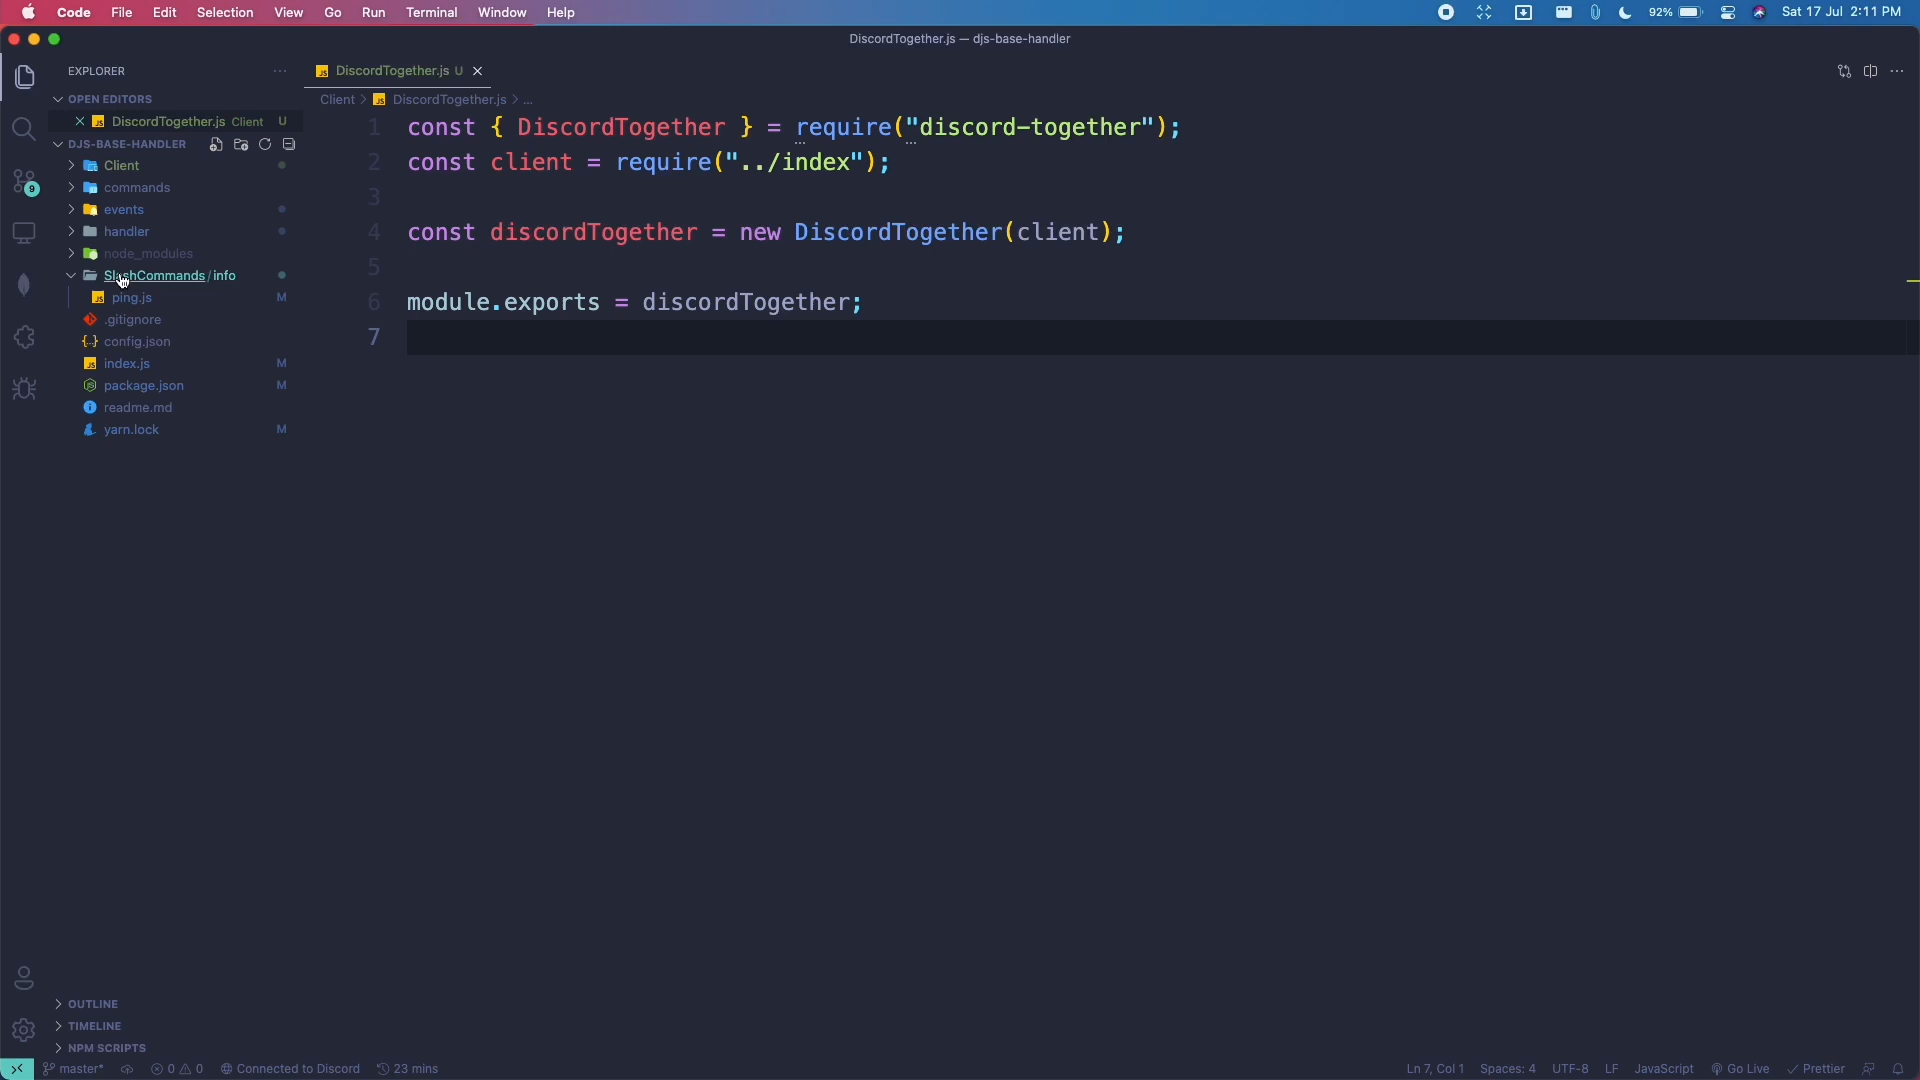 Code File Edit Selection View Go Run Terminal Window Help 92% Sat 17 Jul 2:11 PM
DiscordTogether.js — djs-base-handler
EXPLORER
OPEN EDITORS
DiscordTogether.js Client U
DJS-BASE-HANDLER
Client
commands
events
handler
node_modules
SlashCommands / info
ping.js M
.gitignore
config.json
index.js M
package.json M
readme.md
yarn.lock M
9
OUTLINE
TIMELINE
NPM SCRIPTS
DiscordTogether.js U
Client > DiscordTogether.js > ...
1 const { DiscordTogether } = require("discord-together");
2 const client = require("../index");
3
4 const discordTogether = new DiscordTogether(client);
5
6 module.exports = discordTogether;
7
master* 0 0 Connected to Discord 23 mins Ln 7, Col 1 Spaces: 4 UTF-8 LF JavaScript Go Live Prettier